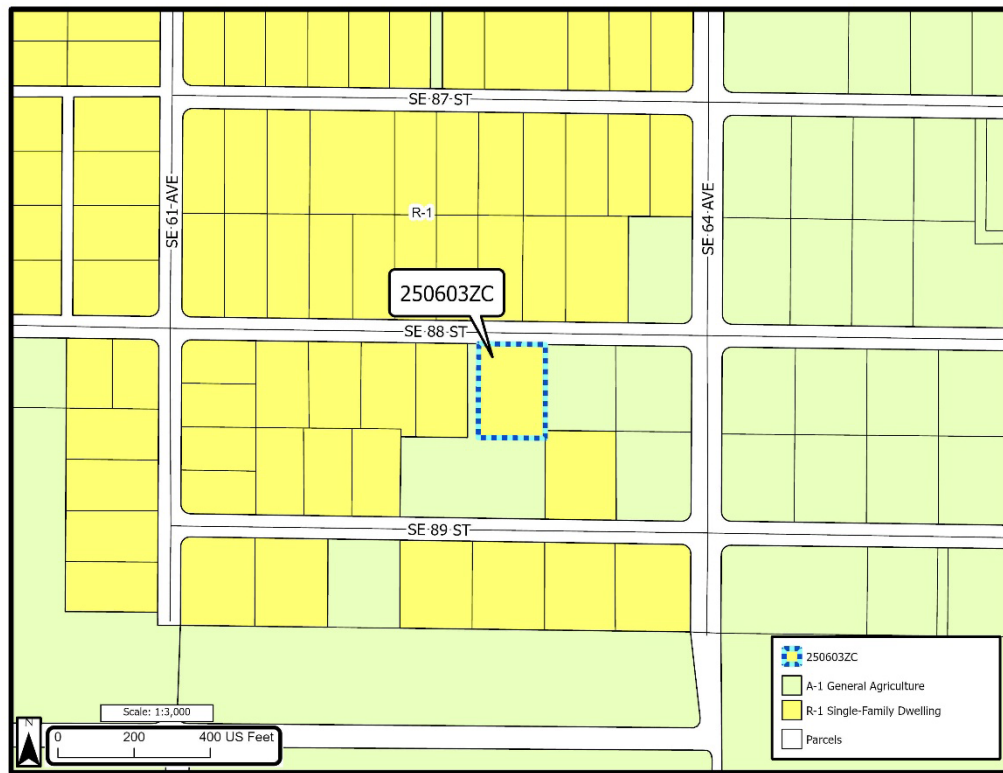 SE 87 ST
SE 61 AVE
R-1
SE 64 AVE
250603ZC
SE 88 ST
SE 89 ST
250603ZC
A-1 General Agriculture
R-1 Single-Family Dwelling
Parcels
Scale: 1:3,000
N
0 200 400 US Feet